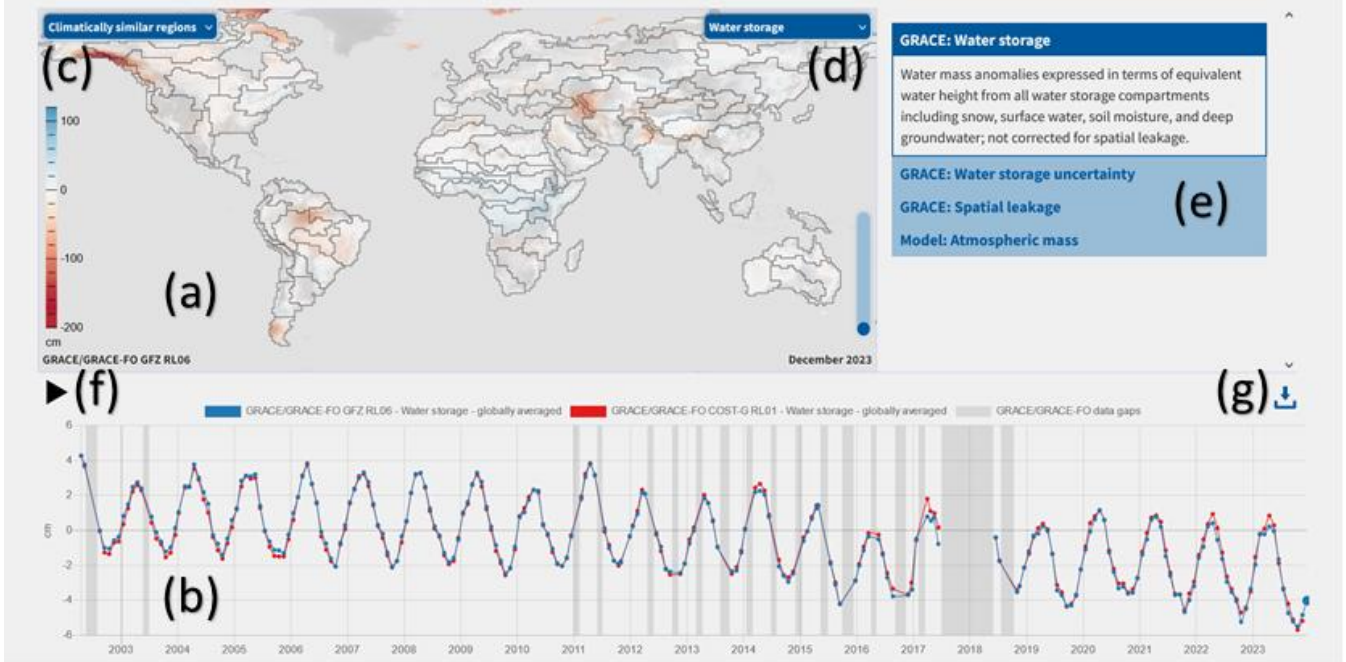 Climatically similar regions
Water storage
(c)
(d)
100
0
-100
-200
cm
(a)
GRACE/GRACE-FO GFZ RL06
December 2023
GRACE: Water storage
Water mass anomalies expressed in terms of equivalent
water height from all water storage compartments
including snow, surface water, soil moisture, and deep
groundwater; not corrected for spatial leakage.
GRACE: Water storage uncertainty
GRACE: Spatial leakage
Model: Atmospheric mass
(e)
(f)
(g)
GRACE/GRACE-FO GFZ RL06 - Water storage - globally averaged
GRACE/GRACE-FO COST-G RL01 - Water storage - globally averaged
GRACE/GRACE-FO data gaps
6
4
2
0
-2
-4
-6
cm
(b)
2003 2004 2005 2006 2007 2008 2009 2010 2011 2012 2013 2014 2015 2016 2017 2018 2019 2020 2021 2022 2023